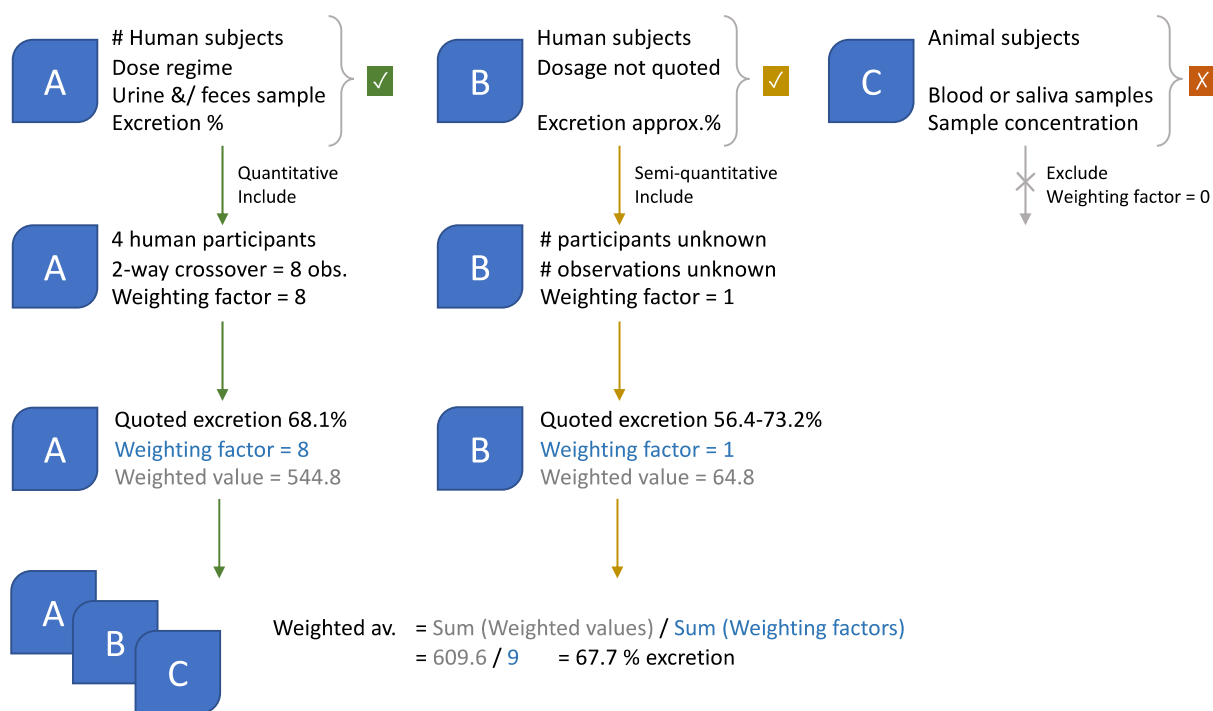 A
# Human subjects
Dose regime
Urine &/ feces sample
Excretion %
✓
B
Human subjects
Dosage not quoted
Excretion approx.%
✓
C
Animal subjects
Blood or saliva samples
Sample concentration
X
Quantitative
Include
Semi-quantitative
Include
Exclude
Weighting factor = 0
A
4 human participants
2-way crossover = 8 obs.
Weighting factor = 8
B
# participants unknown
# observations unknown
Weighting factor = 1
A
Quoted excretion 68.1%
Weighting factor = 8
Weighted value = 544.8
B
Quoted excretion 56.4-73.2%
Weighting factor = 1
Weighted value = 64.8
A
B
C
Weighted av. = Sum (Weighted values) / Sum (Weighting factors)
= 609.6 / 9 = 67.7 % excretion